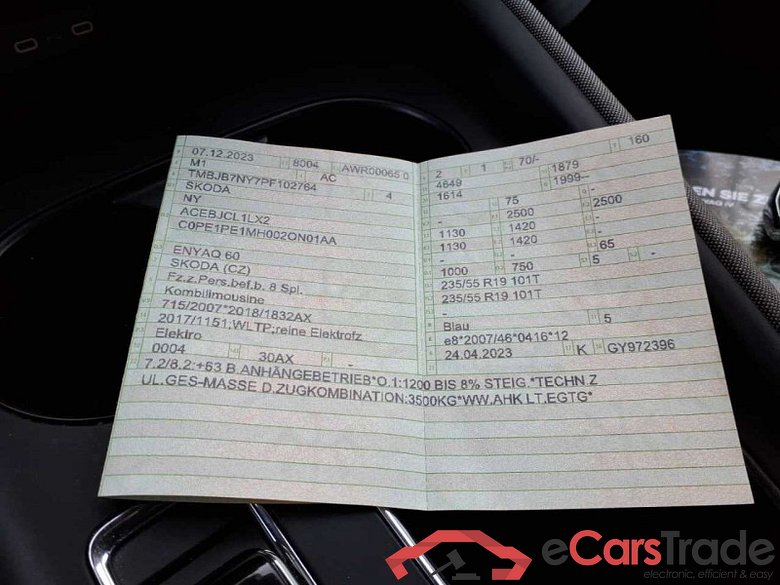 07.12.2023 8004 AWR00065 0
M1 AC
TMBJB7NY7PF102764 4
SKODA
NY
ACEBJCL1LX2
C0PE1PE1MH002ON01AA
ENYAQ 60
SKODA (CZ)
Fz.z.Pers.bef.b. 8 Spl.
Kombilimousine
715/2007*2018/1832AX
2017/1151;WLTP;reine Elektrofz
Elektro
0004 30AX -
2 1 70/- 160
4649 1879
1614 1999--
- 75 -
- 2500 2500
1130 1420 -
1130 1420 -
- - 65
1000 750 5 -
235/55 R19 101T
235/55 R19 101T
-
Blau 5
e8*2007/46*0416*12
24.04.2023 K GY972396
7.2/8.2:+63 B.ANHÄNGEBETRIEB*O.1:1200 BIS 8% STEIG.*TECHN.Z
UL.GES-MASSE D.ZUGKOMBINATION:3500KG*WW.AHK LT.EGTG*
EN SIE Z
eCarsTrade
electronic, efficient & easy